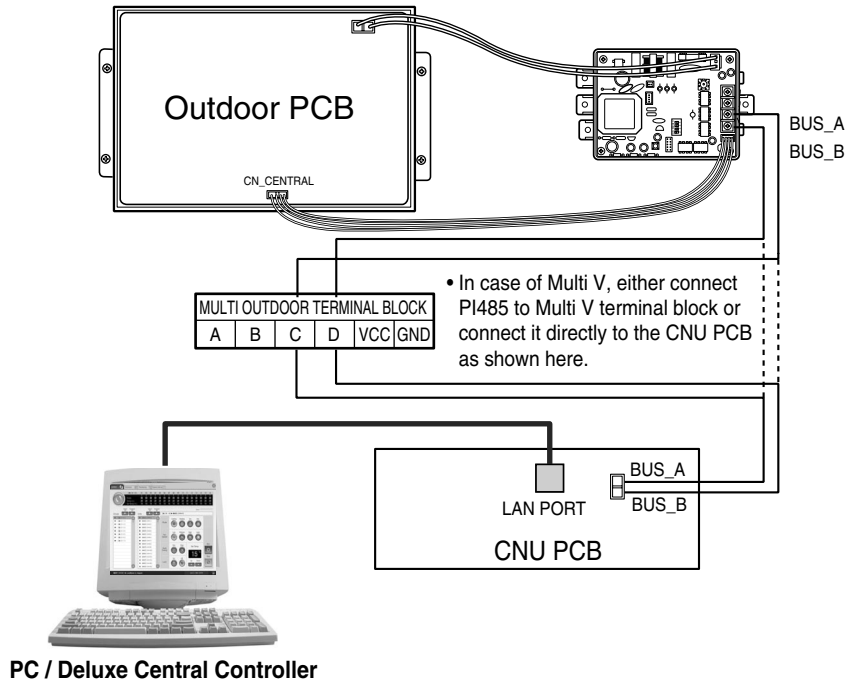 Outdoor PCB
CN_CENTRAL
BUS_A
BUS_B
MULTI OUTDOOR TERMINAL BLOCK
A B C D VCC GND
• In case of Multi V, either connect
PI485 to Multi V terminal block or
connect it directly to the CNU PCB
as shown here.
BUS_A
BUS_B
LAN PORT
CNU PCB
PC / Deluxe Central Controller